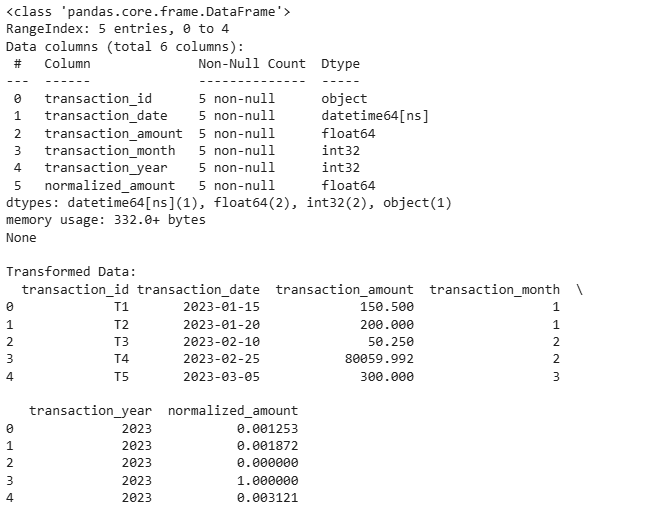 <class 'pandas.core.frame.DataFrame'>
RangeIndex: 5 entries, 0 to 4
Data columns (total 6 columns):
 #   Column              Non-Null Count  Dtype
---  ------              --------------  -----
 0   transaction_id      5 non-null      object
 1   transaction_date    5 non-null      datetime64[ns]
 2   transaction_amount  5 non-null      float64
 3   transaction_month   5 non-null      int32
 4   transaction_year    5 non-null      int32
 5   normalized_amount   5 non-null      float64
dtypes: datetime64[ns](1), float64(2), int32(2), object(1)
memory usage: 332.0+ bytes
None

Transformed Data:
  transaction_id transaction_date  transaction_amount  transaction_month  \
0             T1       2023-01-15             150.500                  1
1             T2       2023-01-20             200.000                  1
2             T3       2023-02-10              50.250                  2
3             T4       2023-02-25           80059.992                  2
4             T5       2023-03-05             300.000                  3

   transaction_year  normalized_amount
0              2023           0.001253
1              2023           0.001872
2              2023           0.000000
3              2023           1.000000
4              2023           0.003121